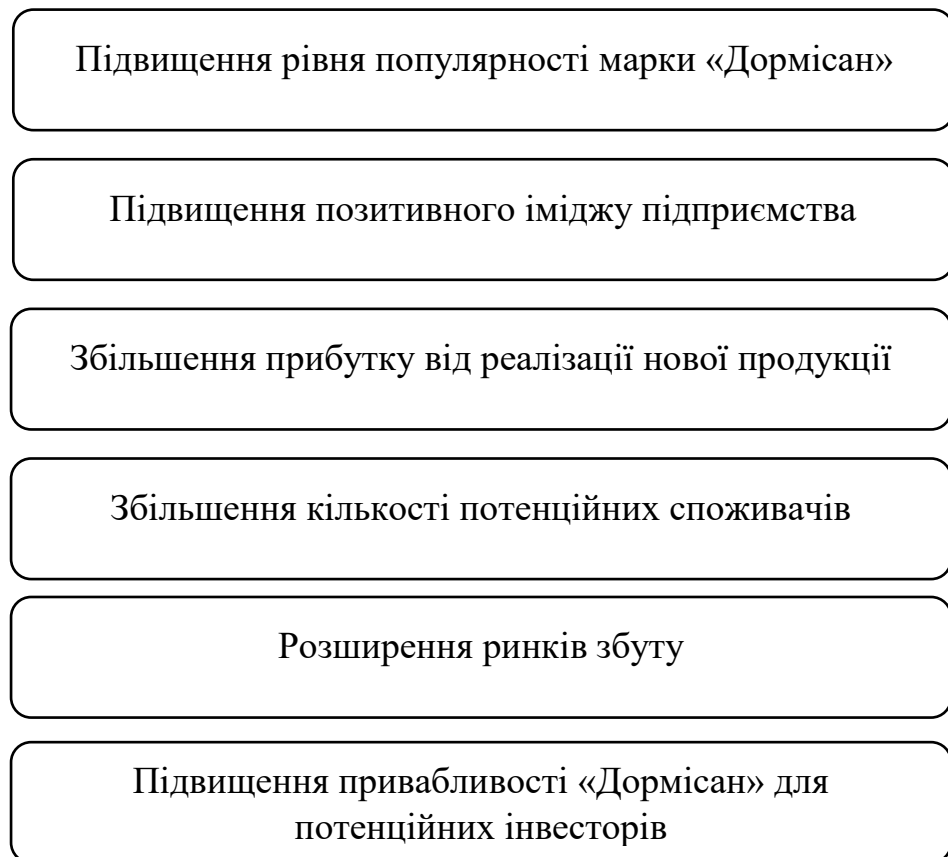 Підвищення рівня популярності марки «Дормісан»
Підвищення позитивного іміджу підприємства
Збільшення прибутку від реалізації нової продукції
Збільшення кількості потенційних споживачів
Розширення ринків збуту
Підвищення привабливості «Дормісан» для
потенційних інвесторів